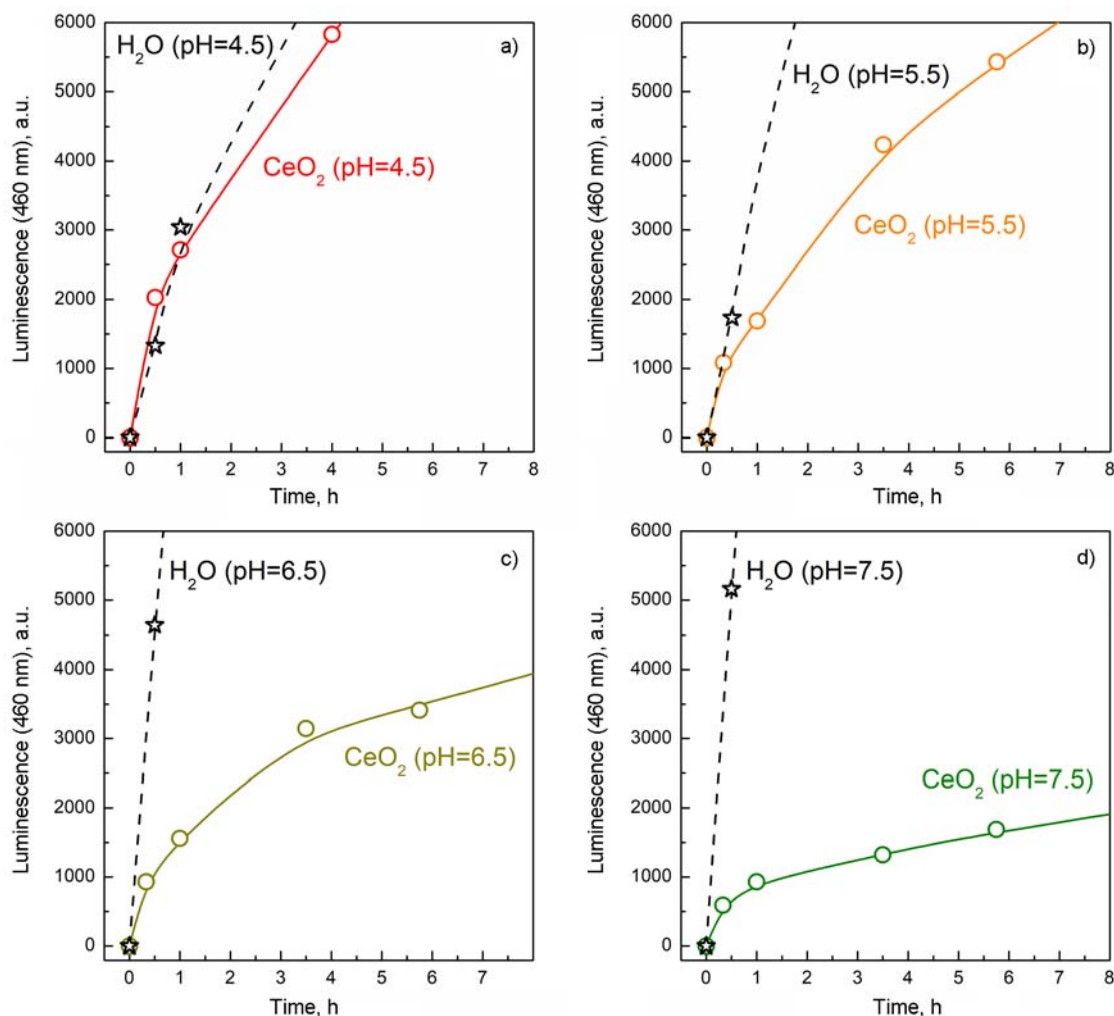 a)
H₂O (pH=4.5)
CeO₂ (pH=4.5)
Luminescence (460 nm), a.u.
6000
5000
4000
3000
2000
1000
0
0 1 2 3 4 5 6 7 8
Time, h
b)
H₂O (pH=5.5)
CeO₂ (pH=5.5)
Luminescence (460 nm), a.u.
6000
5000
4000
3000
2000
1000
0
0 1 2 3 4 5 6 7 8
Time, h
c)
H₂O (pH=6.5)
CeO₂ (pH=6.5)
Luminescence (460 nm), a.u.
6000
5000
4000
3000
2000
1000
0
0 1 2 3 4 5 6 7
Time, h
d)
H₂O (pH=7.5)
CeO₂ (pH=7.5)
Luminescence (460 nm), a.u.
6000
5000
4000
3000
2000
1000
0
0 1 2 3 4 5 6 7 8
Time, h